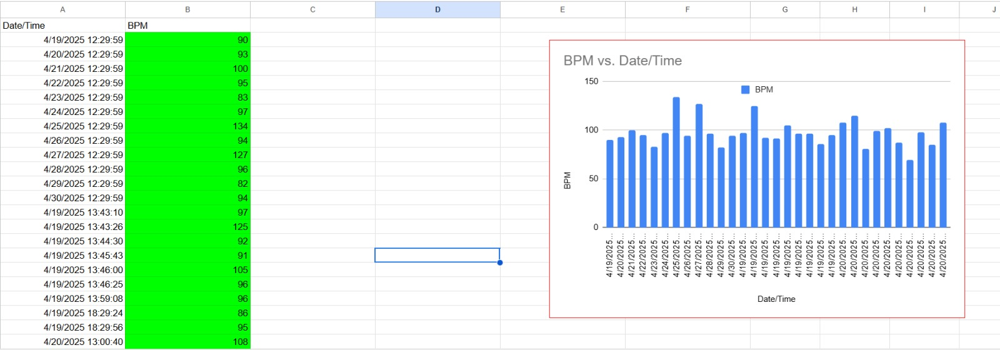 A B C D E F G H I J
Date/Time BPM
4/19/2025 12:29:59 90
4/20/2025 12:29:59 93
4/21/2025 12:29:59 100
4/22/2025 12:29:59 95
4/23/2025 12:29:59 83
4/24/2025 12:29:59 97
4/25/2025 12:29:59 134
4/26/2025 12:29:59 94
4/27/2025 12:29:59 127
4/28/2025 12:29:59 96
4/29/2025 12:29:59 82
4/30/2025 12:29:59 94
4/19/2025 13:43:10 97
4/19/2025 13:43:26 125
4/19/2025 13:44:30 92
4/19/2025 13:45:43 91
4/19/2025 13:46:00 105
4/19/2025 13:46:25 96
4/19/2025 13:59:08 96
4/19/2025 18:29:24 86
4/19/2025 18:29:56 95
4/20/2025 13:00:40 108
BPM vs. Date/Time
BPM
150
100
50
0
BPM
4/19/2025...
4/20/2025...
4/21/2025...
4/22/2025...
4/23/2025...
4/24/2025...
4/25/2025...
4/26/2025...
4/27/2025...
4/28/2025...
4/29/2025...
4/30/2025...
4/19/2025...
4/19/2025...
4/19/2025...
4/19/2025...
4/19/2025...
4/19/2025...
4/19/2025...
4/19/2025...
4/19/2025...
4/20/2025...
4/20/2025...
4/20/2025...
4/20/2025...
4/20/2025...
4/20/2025...
4/20/2025...
4/20/2025...
4/20/2025...
4/20/2025...
Date/Time